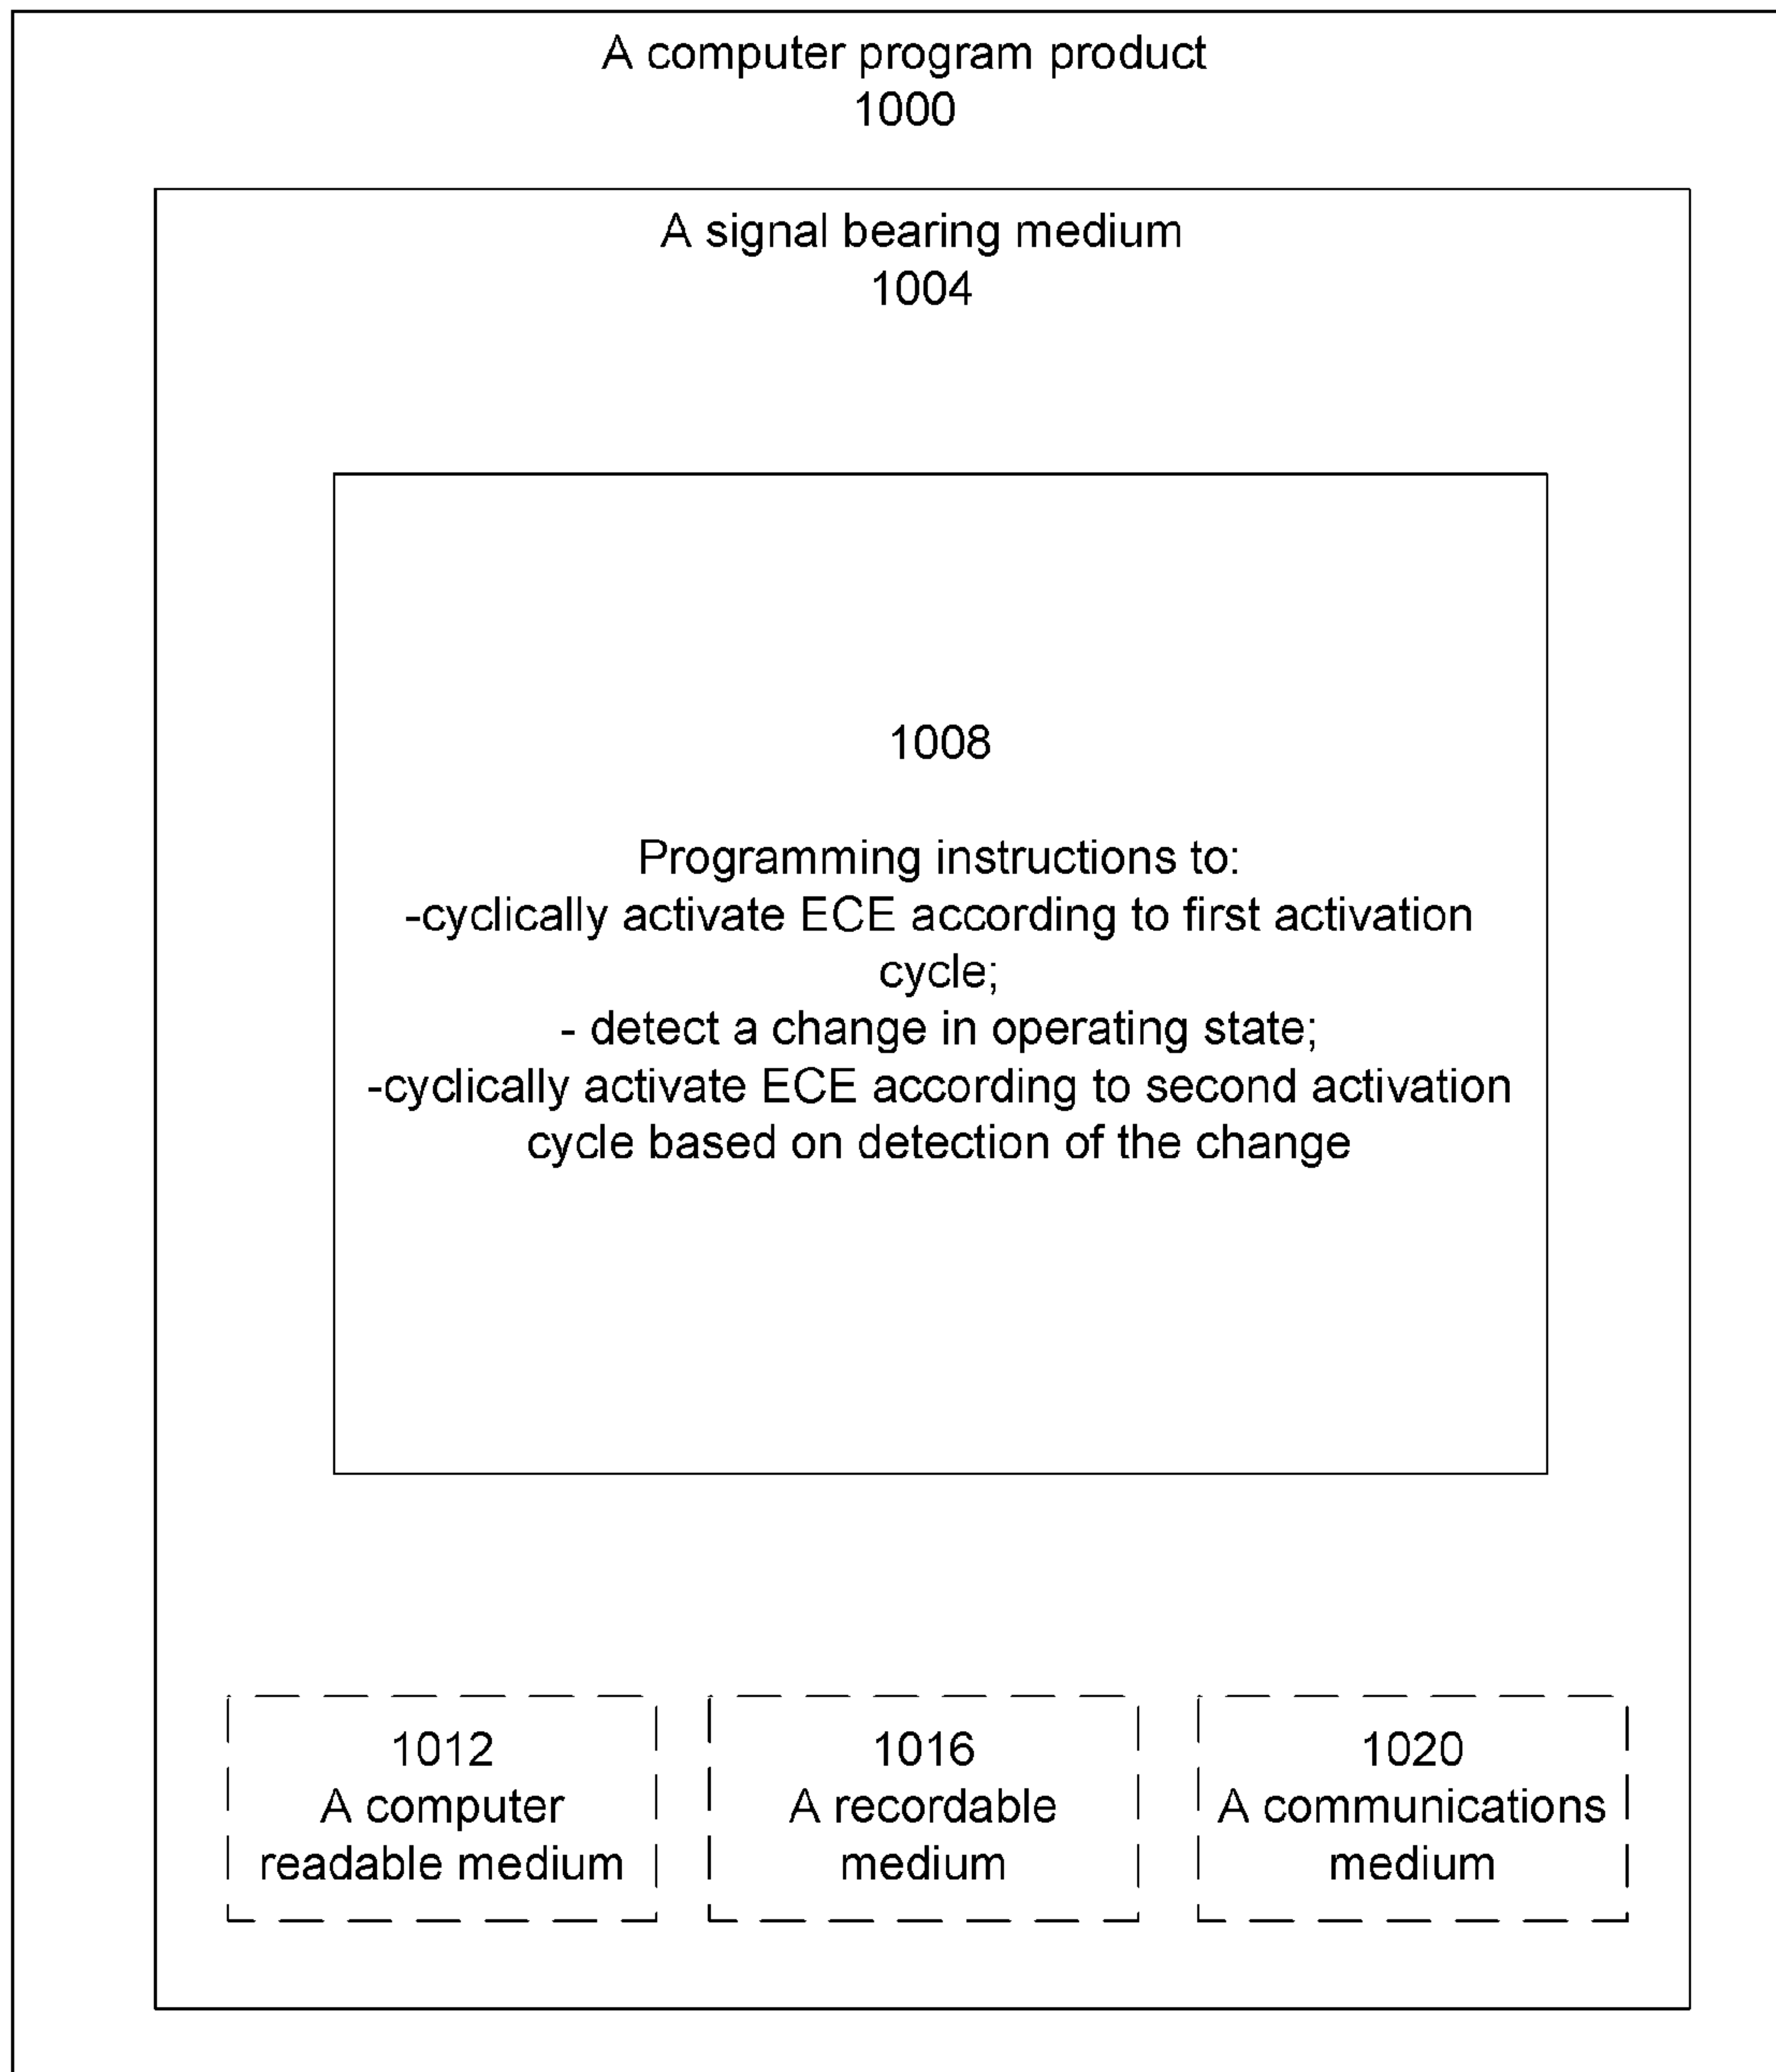 A computer program product
1000
A signal bearing medium
1004
1008
Programming instructions to:
-cyclically activate ECE according to first activation
cycle;
- detect a change in operating state;
-cyclically activate ECE according to second activation
cycle based on detection of the change
1012
A computer
readable medium
1016
A recordable
medium
1020
A communications
medium